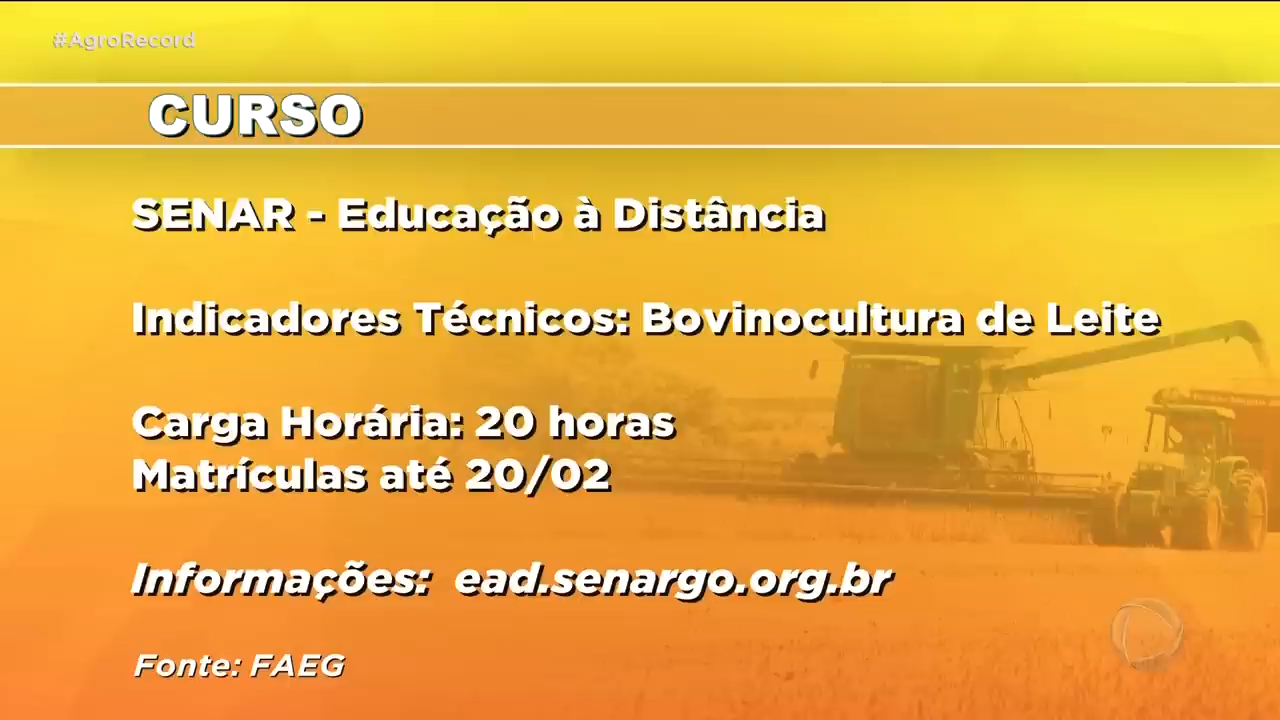 #AgroRecord
CURSO
SENAR - Educação à Distância
Indicadores Técnicos: Bovinocultura de Leite
Carga Horária: 20 horas
Matrículas até 20/02
Informações: ead.senargo.org.br
Fonte: FAEG